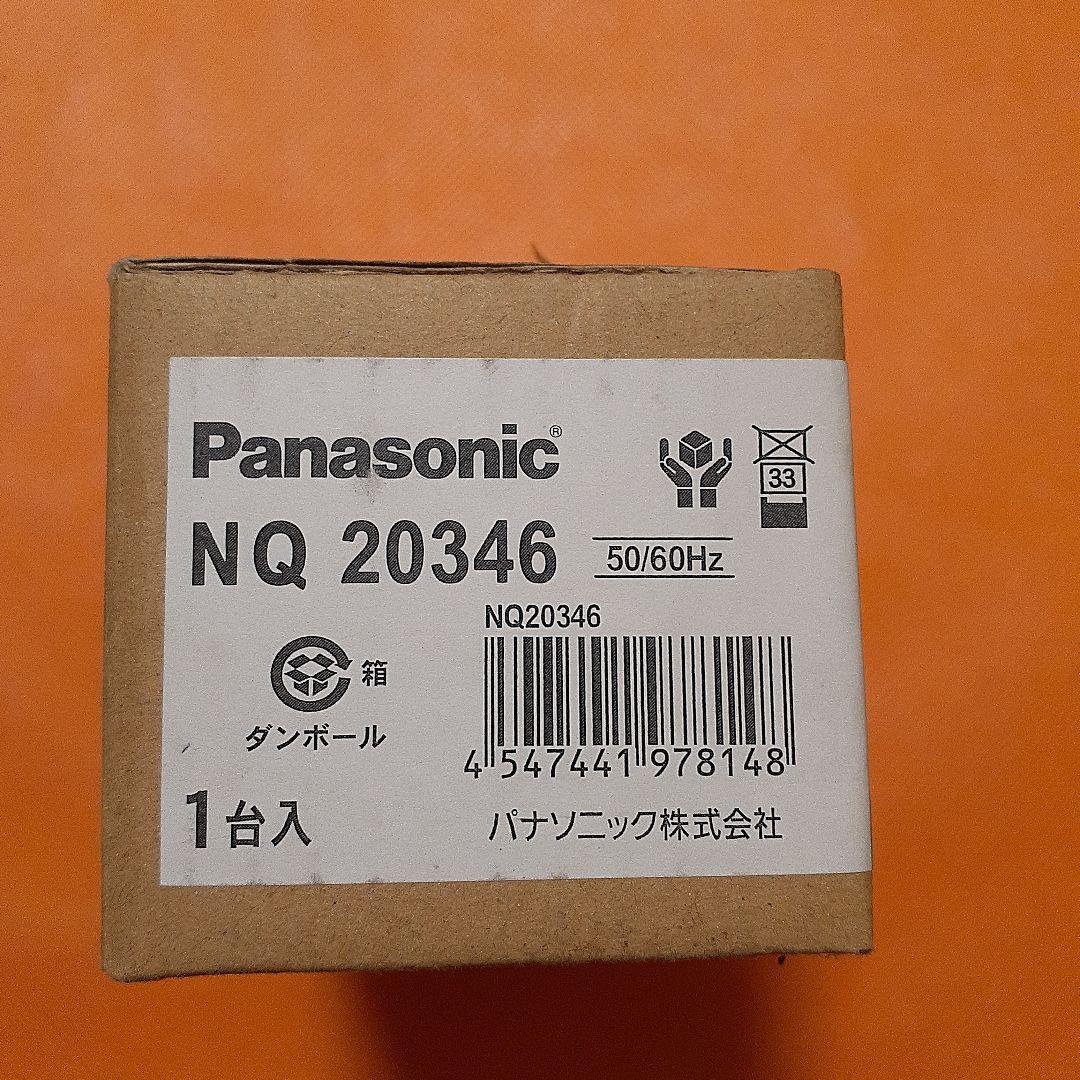 Panasonic®
33
NQ 20346
50/60Hz
NQ20346
箱
ダンボール
4 547441 978148
1台入
パナソニック株式会社